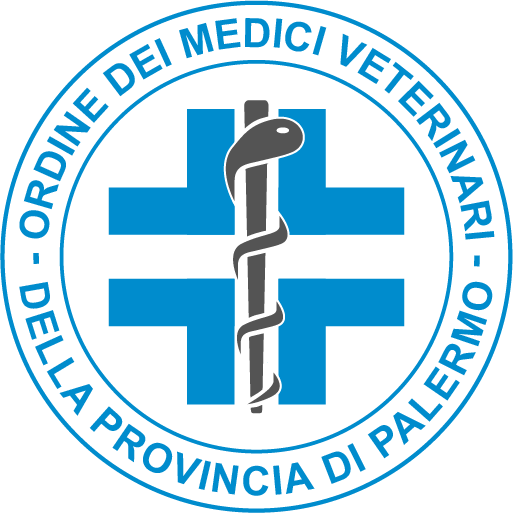 - ORDINE DEI MEDICI VETERINARI -
DELLA PROVINCIA DI PALERMO